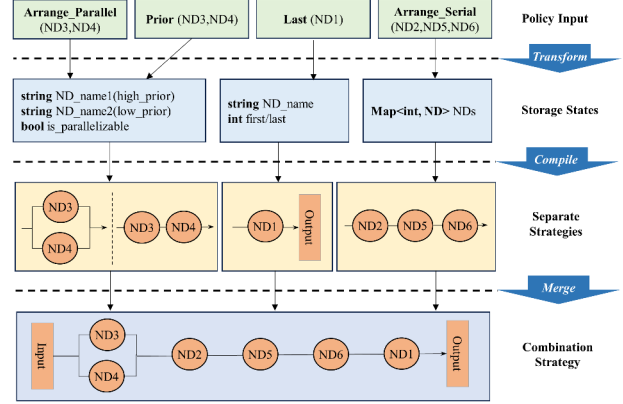 Arrange_Parallel
(ND3,ND4)
Prior (ND3,ND4)
Last (ND1)
Arrange_Serial
(ND2,ND5,ND6)
Policy Input
Transform
string ND_name1(high_prior)
string ND_name2(low_prior)
bool is_parallelizable
string ND_name
int first/last
Map<int, ND> NDs
Storage States
Compile
ND3
ND4
ND3
ND4
ND1
Output
ND2
ND5
ND6
Separate
Strategies
Merge
Input
ND3
ND4
ND2
ND5
ND6
ND1
Output
Combination
Strategy